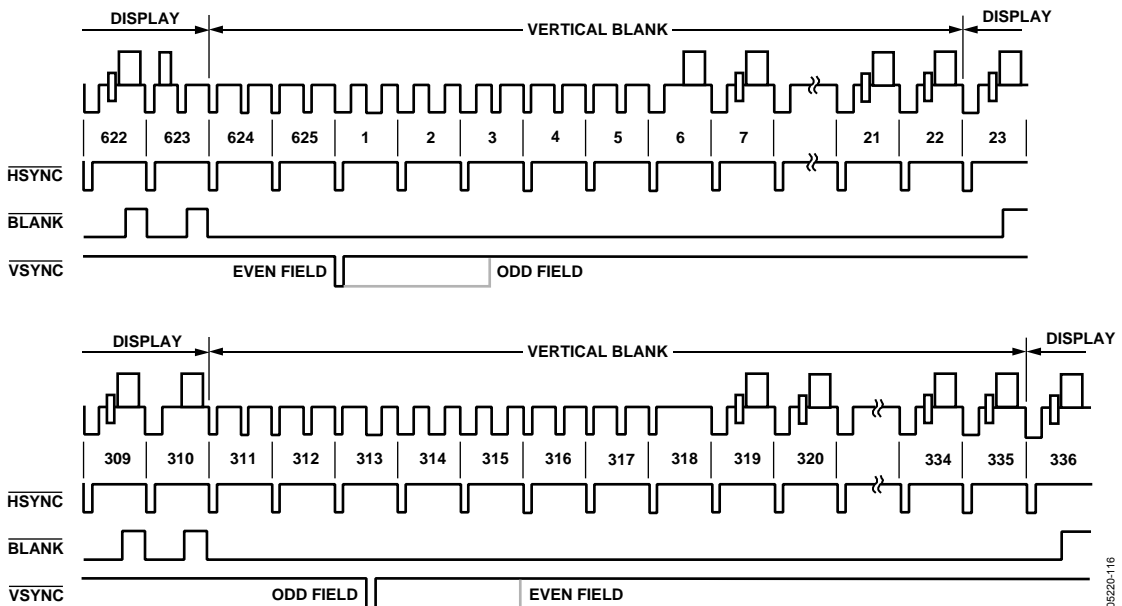 DISPLAY VERTICAL BLANK DISPLAY
622 623 624 625 1 2 3 4 5 6 7 21 22 23
HSYNC
BLANK
VSYNC EVEN FIELD ODD FIELD
DISPLAY VERTICAL BLANK DISPLAY
309 310 311 312 313 314 315 316 317 318 319 320 334 335 336
HSYNC
BLANK
VSYNC ODD FIELD EVEN FIELD
05220-116